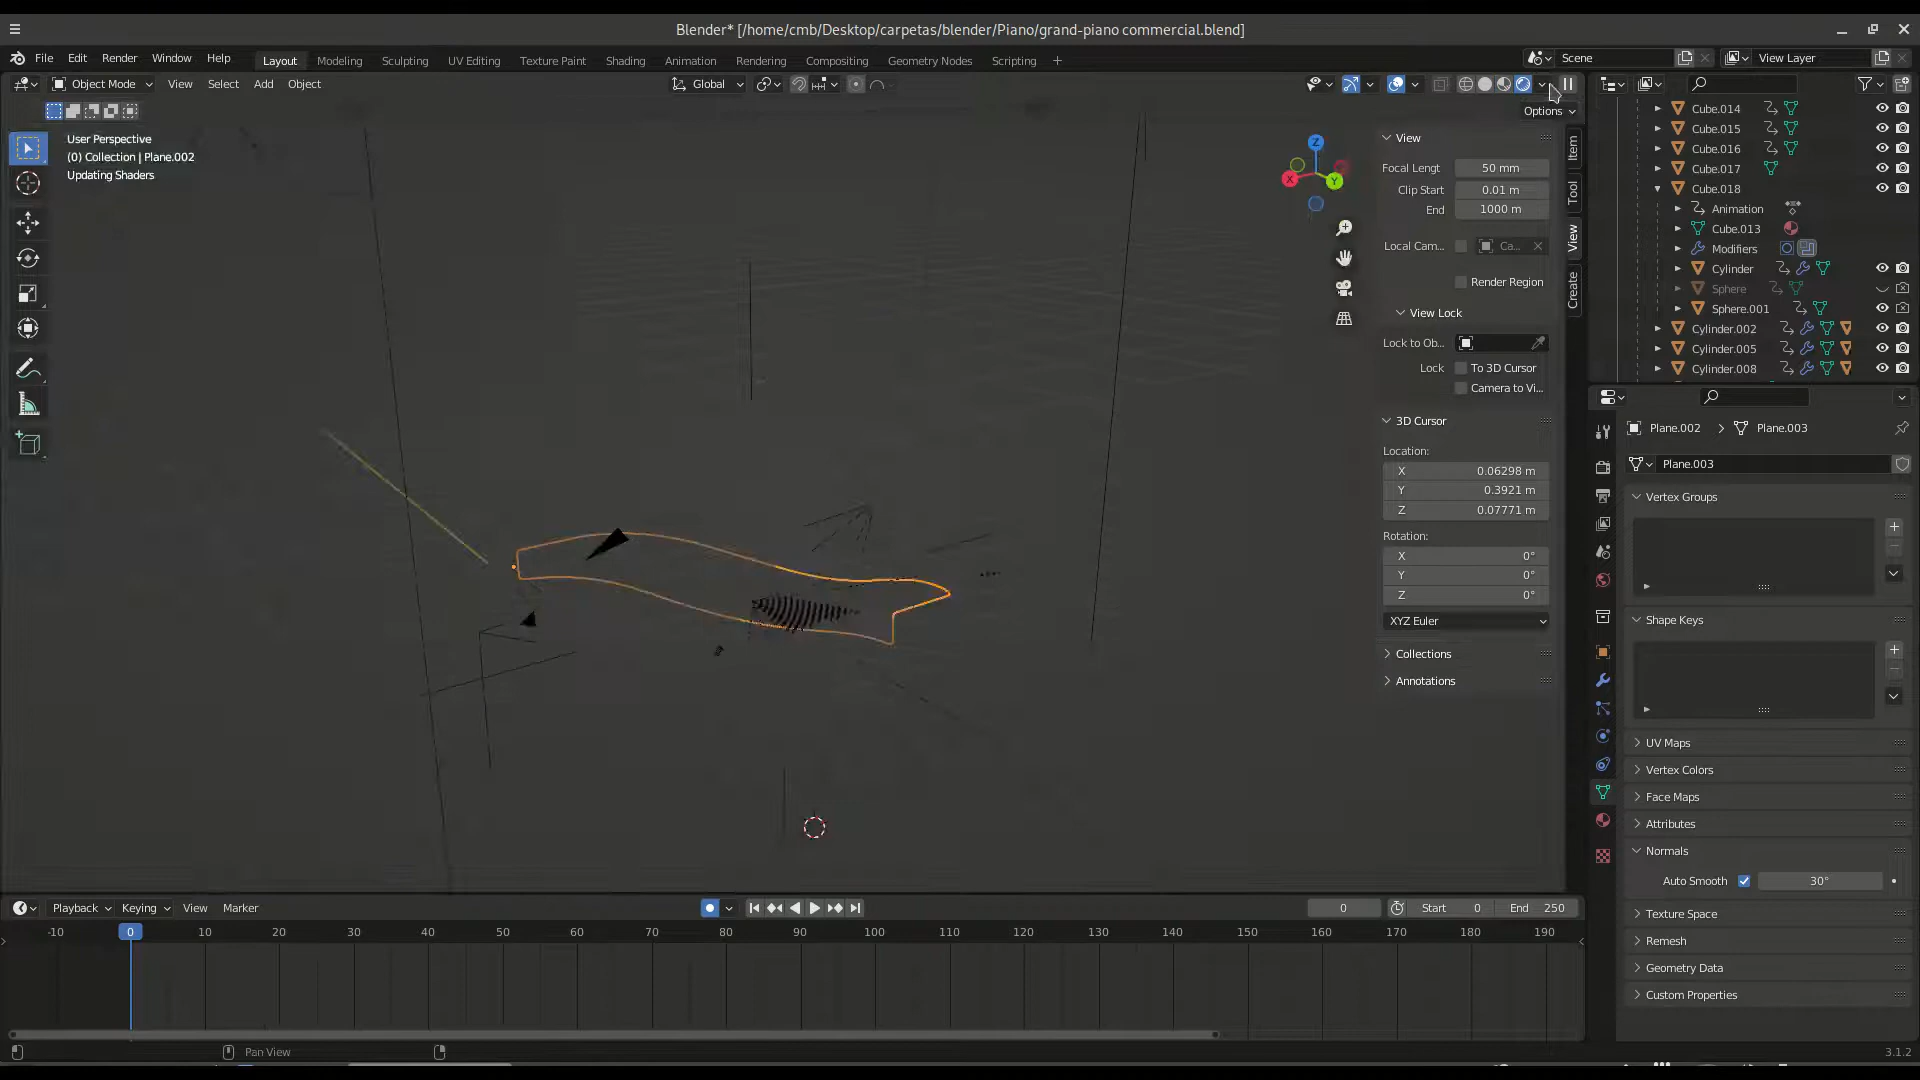 Blender* [/home/cmb/Desktop/carpetas/blender/Piano/grand-piano commercial.blend]
File Edit Render Window Help Layout Modeling Sculpting UV Editing Texture Paint Shading Animation Rendering Compositing Geometry Nodes Scripting + Scene View Layer
Object Mode View Select Add Object Global
Options
User Perspective
(0) Collection | Plane.002
Updating Shaders
Z
X
Y
View
Focal Lengt 50 mm
Clip Start 0.01 m
End 1000 m
Local Cam... Ca...
Render Region
View Lock
Lock to Ob...
Lock To 3D Cursor
Camera to Vi...
3D Cursor
Location:
X 0.06298 m
Y 0.3921 m
Z 0.07771 m
Rotation:
X 0°
Y 0°
Z 0°
XYZ Euler
Collections
Annotations
Item
Tool
View
Create
Cube.014
Cube.015
Cube.016
Cube.017
Cube.018
Animation
Cube.013
Modifiers
Cylinder
Sphere
Sphere.001
Cylinder.002
Cylinder.005
Cylinder.008
Plane.002 Plane.003
Plane.003
Vertex Groups
Shape Keys
UV Maps
Vertex Colors
Face Maps
Attributes
Normals
Auto Smooth 30°
Texture Space
Remesh
Geometry Data
Custom Properties
Playback Keying View Marker 0 Start 0 End 250
-10 0 10 20 30 40 50 60 70 80 90 100 110 120 130 140 150 160 170 180 190
Pan View 3.1.2